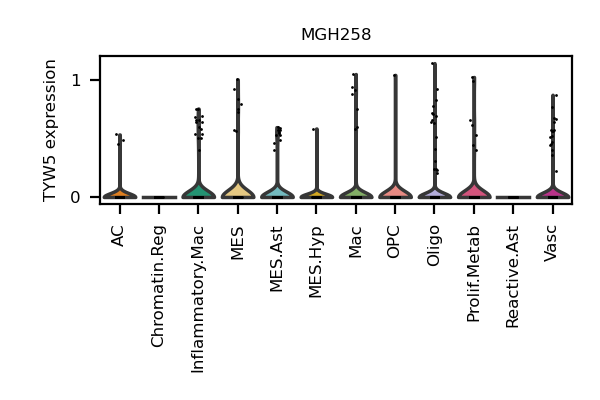 MGH258
TYW5 expression
1
0
AC
Chromatin.Reg
Inflammatory.Mac
MES
MES.Ast
MES.Hyp
Mac
OPC
Oligo
Prolif.Metab
Reactive.Ast
Vasc